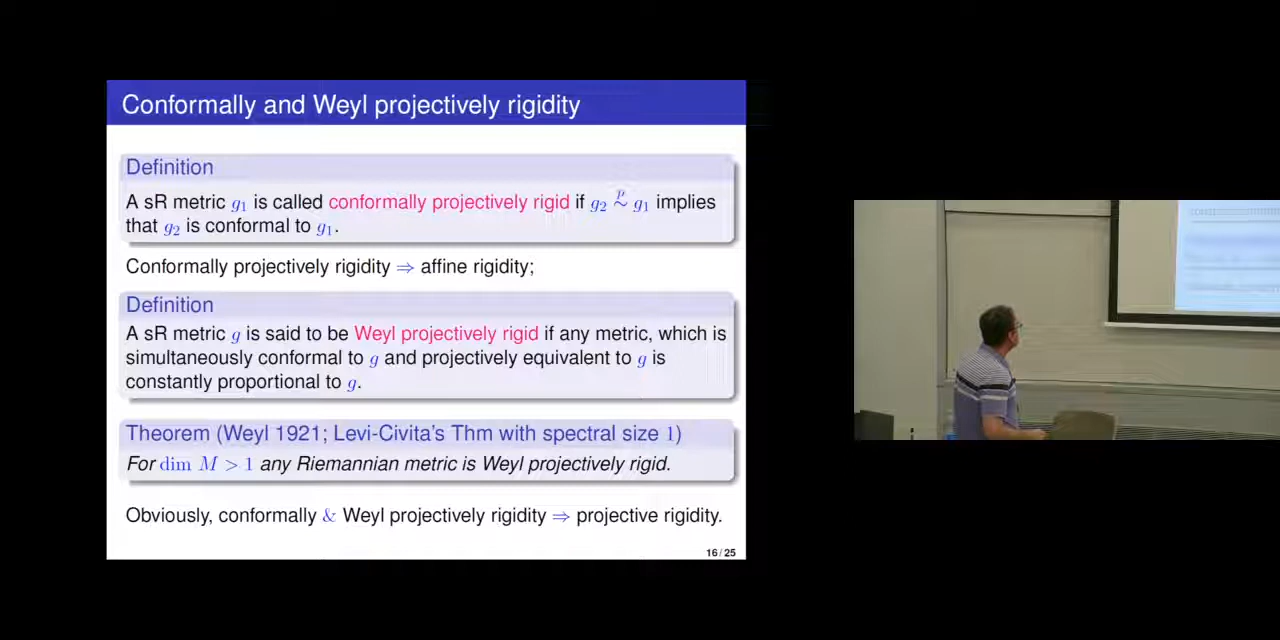 Conformally and Weyl projectively rigidity
Definition
A sR metric g₁ is called conformally projectively rigid if g₂ ᵖ∼ g₁ implies
that g₂ is conformal to g₁.
Conformally projectively rigidity ⇒ affine rigidity;
Definition
A sR metric g is said to be Weyl projectively rigid if any metric, which is
simultaneously conformal to g and projectively equivalent to g is
constantly proportional to g.
Theorem (Weyl 1921; Levi-Civita's Thm with spectral size 1)
For dim M > 1 any Riemannian metric is Weyl projectively rigid.
Obviously, conformally & Weyl projectively rigidity ⇒ projective rigidity.
16 / 25